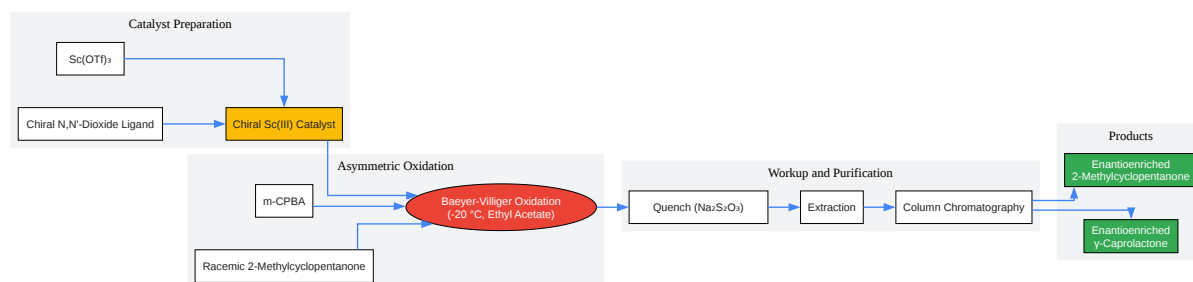 Catalyst Preparation
Sc(OTf)₃
Chiral N,N'-Dioxide Ligand
Chiral Sc(III) Catalyst
Asymmetric Oxidation
m-CPBA
Baeyer-Villiger Oxidation
(-20 °C, Ethyl Acetate)
Racemic 2-Methylcyclopentanone
Workup and Purification
Quench (Na₂S₂O₃)
Extraction
Column Chromatography
Products
Enantioenriched
2-Methylcyclopentanone
Enantioenriched
γ-Caprolactone